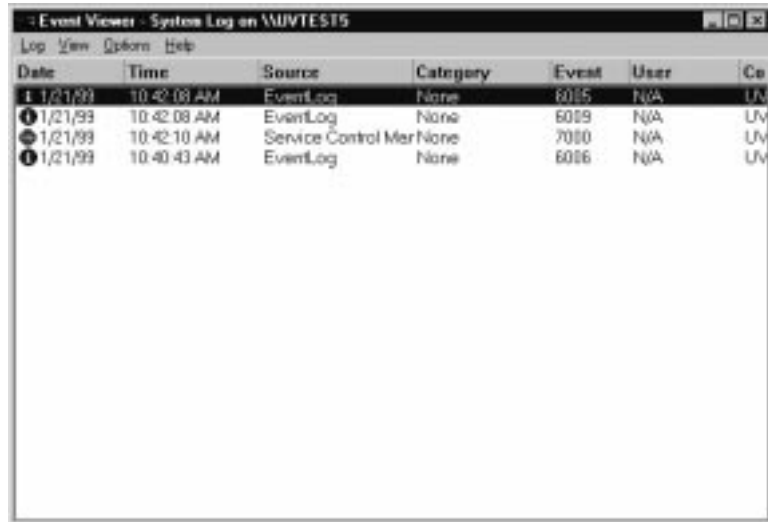 Event Viewer - System Log on \\UVTEST5
Log View Options Help
Date Time Source Category Event User Co
1/21/99 10:42:08 AM EventLog None 6005 N/A UV
1/21/99 10:42:08 AM EventLog None 6009 N/A UV
1/21/99 10:42:10 AM Service Control Mar None 7000 N/A UV
1/21/99 10:40:43 AM EventLog None 6006 N/A UV